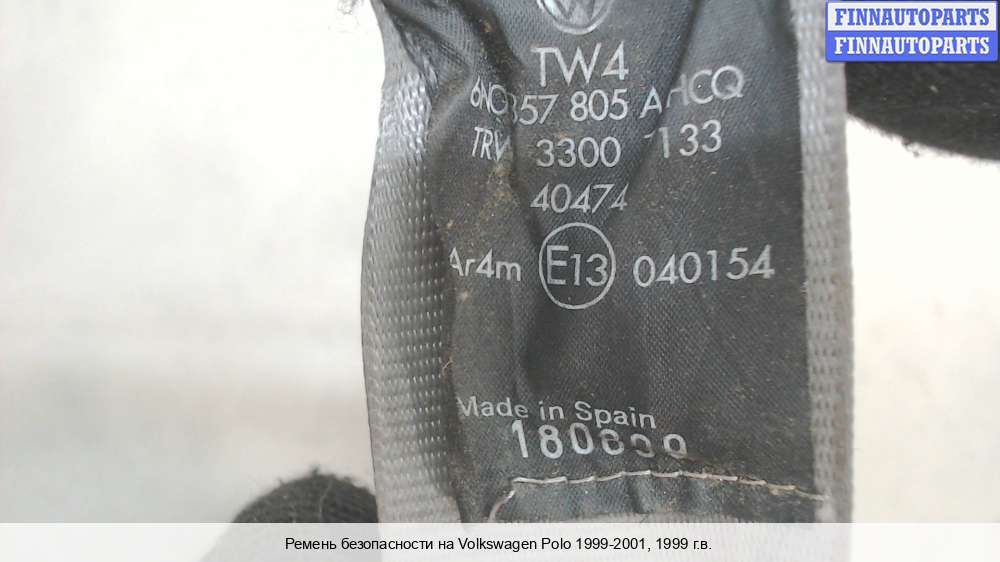 FINNAUTOPARTS
FINNAUTOPARTS
TW4
805
3300 133
40474
Ar4m E13 040154
Made in Spain
Ремень безопасности на Volkswagen Polo 1999-2001, 1999 г.в.